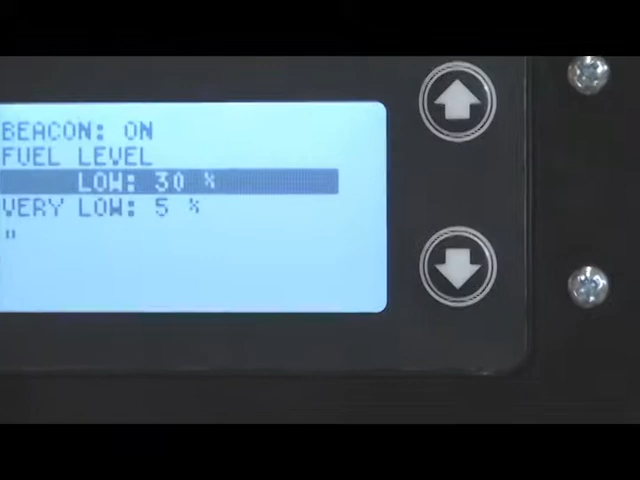 BEACON: ON
FUEL LEVEL
LOW: 30 %
VERY LOW: 5 %
"